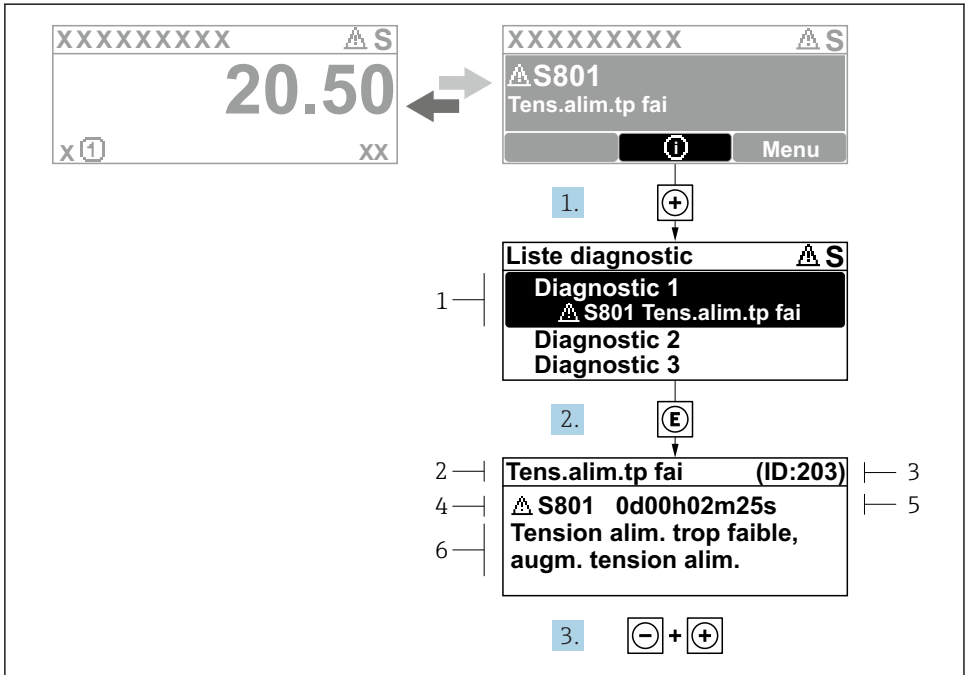 XXXXXXXXX ⚠ S
20.50
x 1 XX
XXXXXXXXX ⚠ S
⚠ S801
Tens.alim.tp fai
i Menu
1. +
Liste diagnostic ⚠ S
1
Diagnostic 1
⚠ S801 Tens.alim.tp fai
Diagnostic 2
Diagnostic 3
2. E
2 Tens.alim.tp fai (ID:203) 3
4 ⚠ S801 0d00h02m25s 5
6 Tension alim. trop faible,
augm. tension alim.
3. - + +